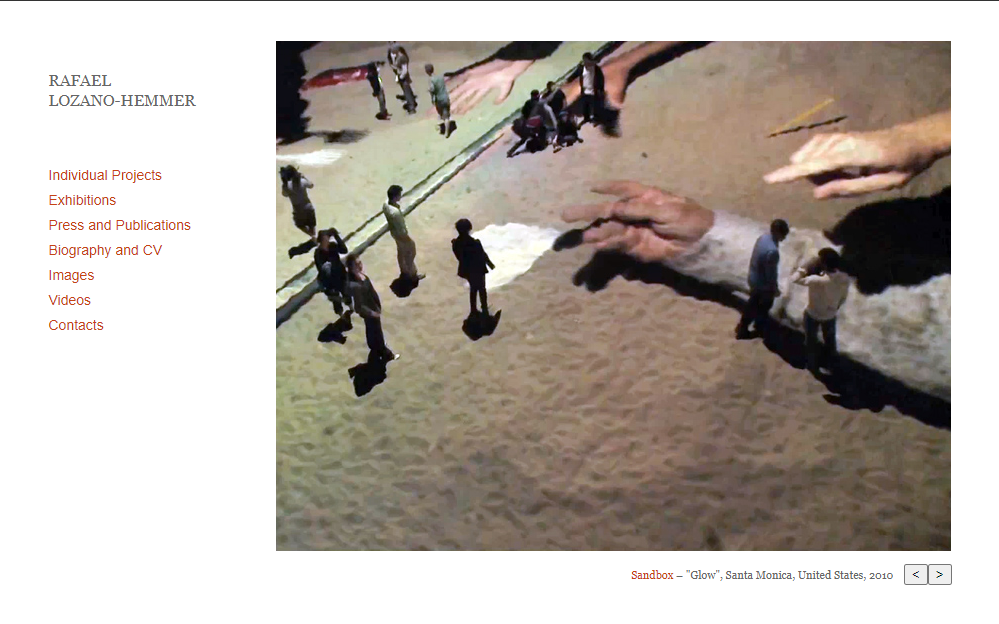 RAFAEL
LOZANO-HEMMER
Individual Projects
Exhibitions
Press and Publications
Biography and CV
Images
Videos
Contacts
Sandbox – "Glow", Santa Monica, United States, 2010 < >